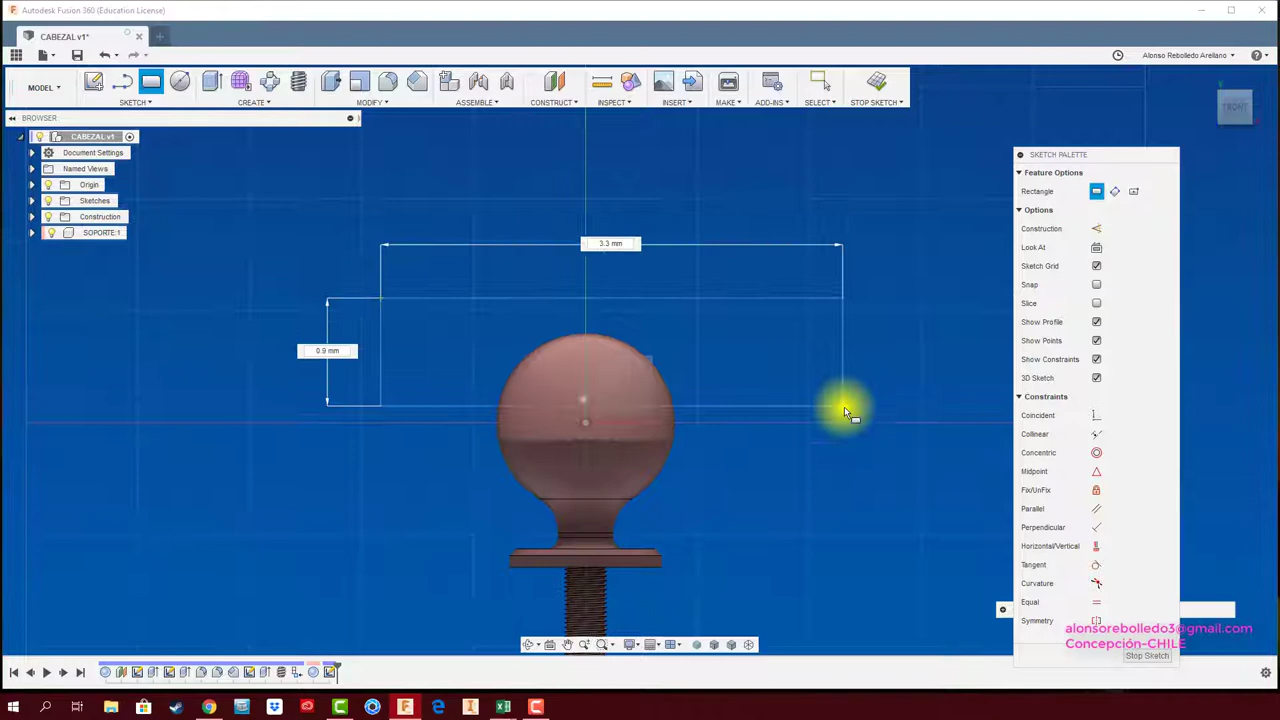 Autodesk Fusion 360 (Education License)
CABEZAL v1*
Alonso Rebolledo Arellano
MODEL
SKETCH
CREATE
MODIFY
ASSEMBLE
CONSTRUCT
INSPECT
INSERT
MAKE
ADD-INS
SELECT
STOP SKETCH
BROWSER
CABEZAL v1
Document Settings
Named Views
Origin
Sketches
Construction
SOPORTE:1
FRONT
3.3 mm
0.9 mm
SKETCH PALETTE
Feature Options
Rectangle
Options
Construction
Look At
Sketch Grid
Snap
Slice
Show Profile
Show Points
Show Constraints
3D Sketch
Constraints
Coincident
Collinear
Concentric
Midpoint
Fix/UnFix
Parallel
Perpendicular
Horizontal/Vertical
Tangent
Curvature
Equal
Symmetry
alonsorebolledo3@gmail.com
Concepción-CHILE
Stop Sketch